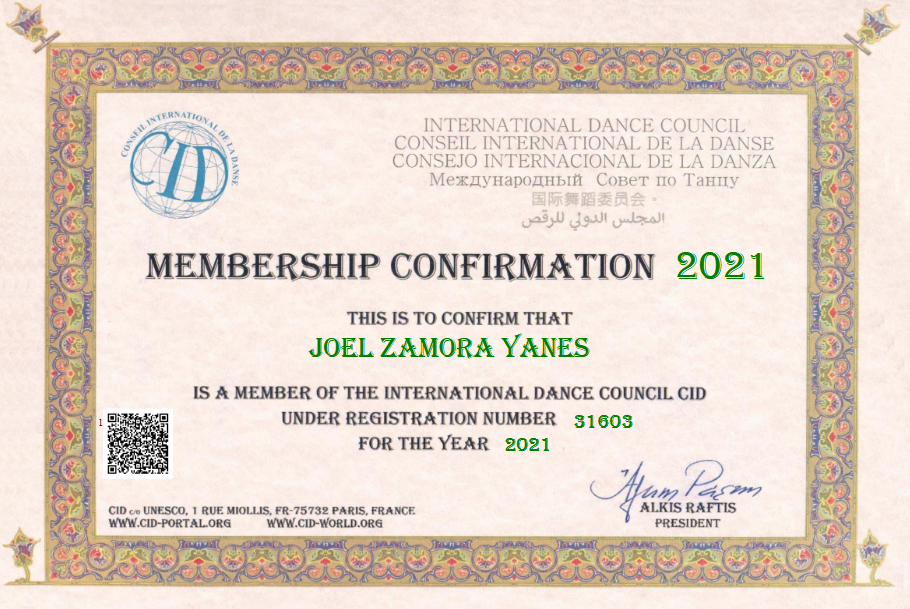 CONSEIL INTERNATIONAL DE LA DANSE
CID
INTERNATIONAL DANCE COUNCIL
CONSEIL INTERNATIONAL DE LA DANSE
CONSEJO INTERNACIONAL DE LA DANZA
Международный Совет по Танцу
国际舞蹈委员会。
المجلس الدولي للرقص
MEMBERSHIP CONFIRMATION 2021
THIS IS TO CONFIRM THAT
JOEL ZAMORA YANES
IS A MEMBER OF THE INTERNATIONAL DANCE COUNCIL CID
UNDER REGISTRATION NUMBER 31603
FOR THE YEAR 2021
1
CID c/o UNESCO, 1 RUE MIOLLIS, FR-75732 PARIS, FRANCE
WWW.CID-PORTAL.ORG WWW.CID-WORLD.ORG
ALKIS RAFTIS
PRESIDENT